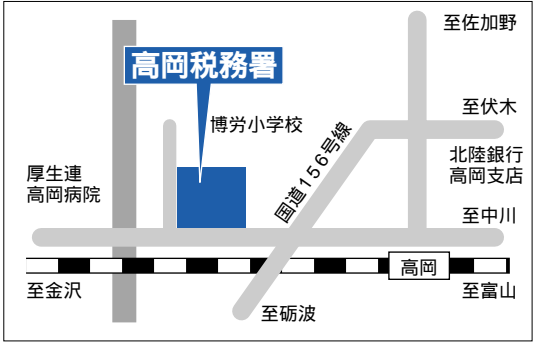 至佐加野
高岡税務署
至伏木
博労小学校
国道156号線
北陸銀行
高岡支店
厚生連
高岡病院
至中川
高岡
至金沢
至富山
至砺波